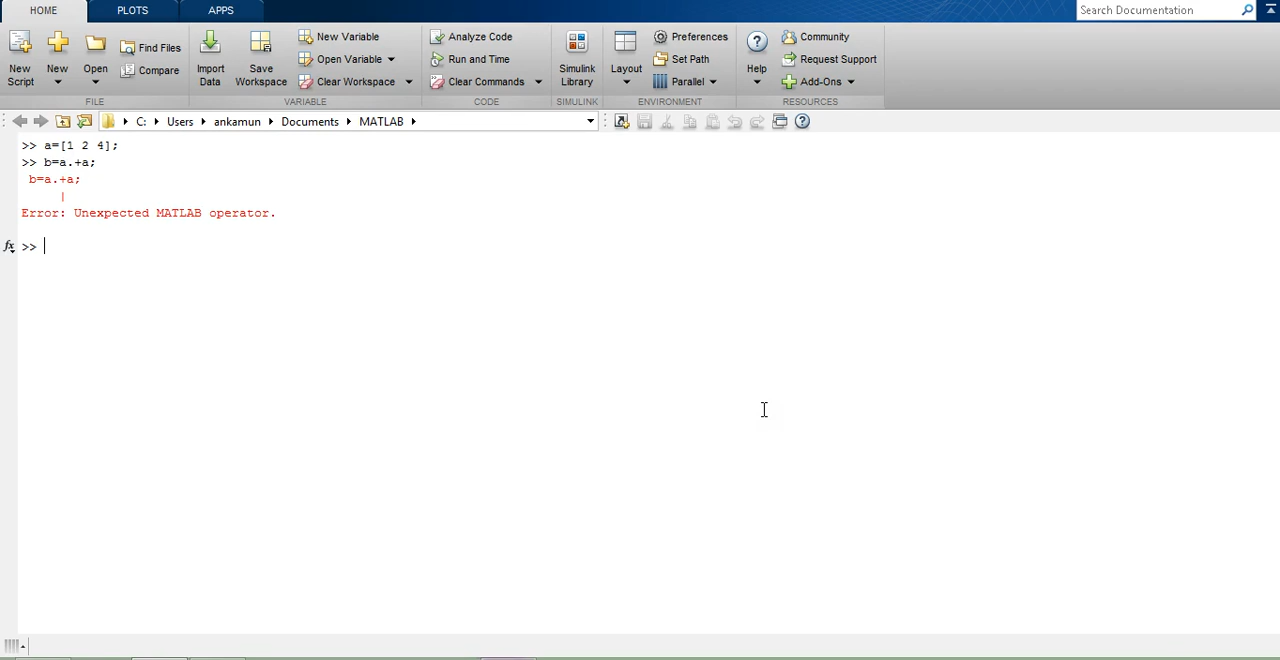 HOME PLOTS APPS Search Documentation
New Script New Open Find Files Compare Import Data Save Workspace New Variable Open Variable Clear Workspace Analyze Code Run and Time Clear Commands Simulink Library Layout Preferences Set Path Parallel Help Community Request Support Add-Ons
FILE VARIABLE CODE SIMULINK ENVIRONMENT RESOURCES
C: Users ankamun Documents MATLAB
>> a=[1 2 4];
>> b=a.+a;
b=a.+a;
|
Error: Unexpected MATLAB operator.
fx >>